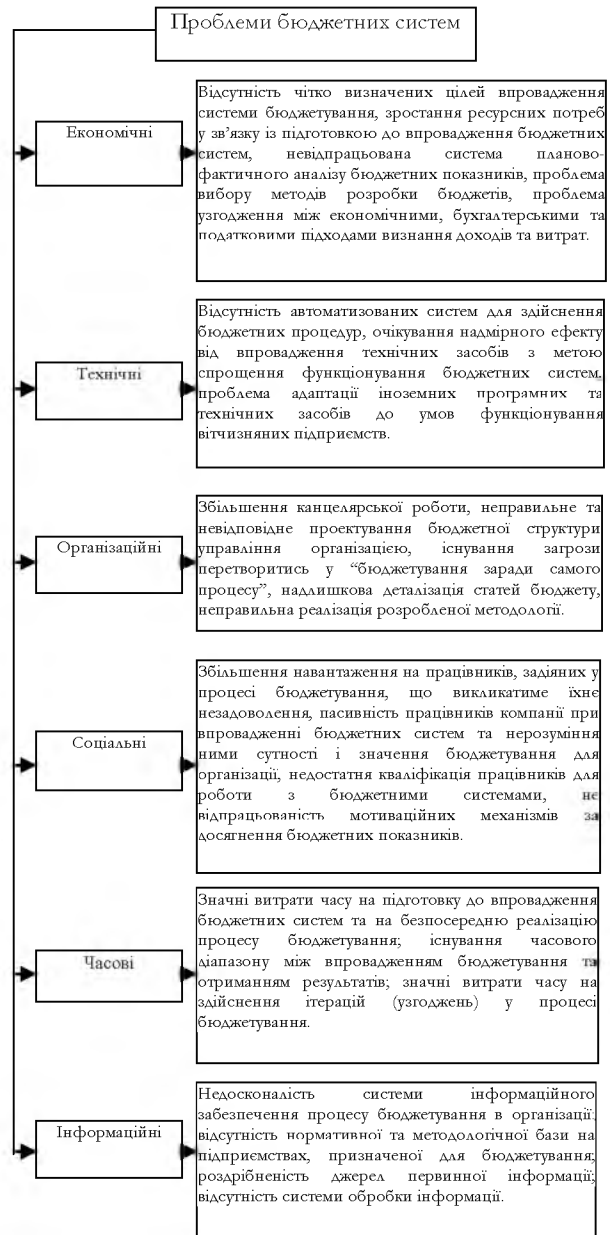 Проблеми бюджетних систем
Економічні
Відсутність чітко визначених цілей впровадження
системи бюджетування, зростання ресурсних потреб
у зв’язку із підготовкою до впровадження бюджетних
систем, невідпрацьована система планово-
фактичного аналізу бюджетних показників, проблема
вибору методів розробки бюджетів, проблема
узгодження між економічними, бухгалтерськими та
податковими підходами визнання доходів та витрат.
Технічні
Відсутність автоматизованих систем для здійснення
бюджетних процедур, очікування надмірного ефекту
від впровадження технічних засобів з метою
спрощення функціонування бюджетних систем,
проблема адаптації іноземних програмних та
технічних засобів до умов функціонування
вітчизняних підприємств.
Організаційні
Збільшення канцелярської роботи, неправильне та
невідповідне проектування бюджетної структури
управління організацією, існування загрози
перетворитись у “бюджетування заради самого
процесу”, надлишкова деталізація статей бюджету,
неправильна реалізація розробленої методології.
Соціальні
Збільшення навантаження на працівників, задіяних у
процесі бюджетування, що викликатиме їхнє
незадоволення, пасивність працівників компанії при
впровадженні бюджетних систем та нерозуміння
ними сутності і значення бюджетування для
організації, недостатня кваліфікація працівників для
роботи з бюджетними системами, не
відпрацьованість мотиваційних механізмів за
досягнення бюджетних показників.
Часові
Значні витрати часу на підготовку до впровадження
бюджетних систем та на безпосередню реалізацію
процесу бюджетування; існування часового
діапазону між впровадженням бюджетування та
отриманням результатів; значні витрати часу на
здійснення ітерацій (узгоджень) у процесі
бюджетування.
Інформаційні
Недосконалість системи інформаційного
забезпечення процесу бюджетування в організації;
відсутність нормативної та методологічної бази на
підприємствах, призначеної для бюджетування;
роздрібненість джерел первинної інформації;
відсутність системи обробки інформації.